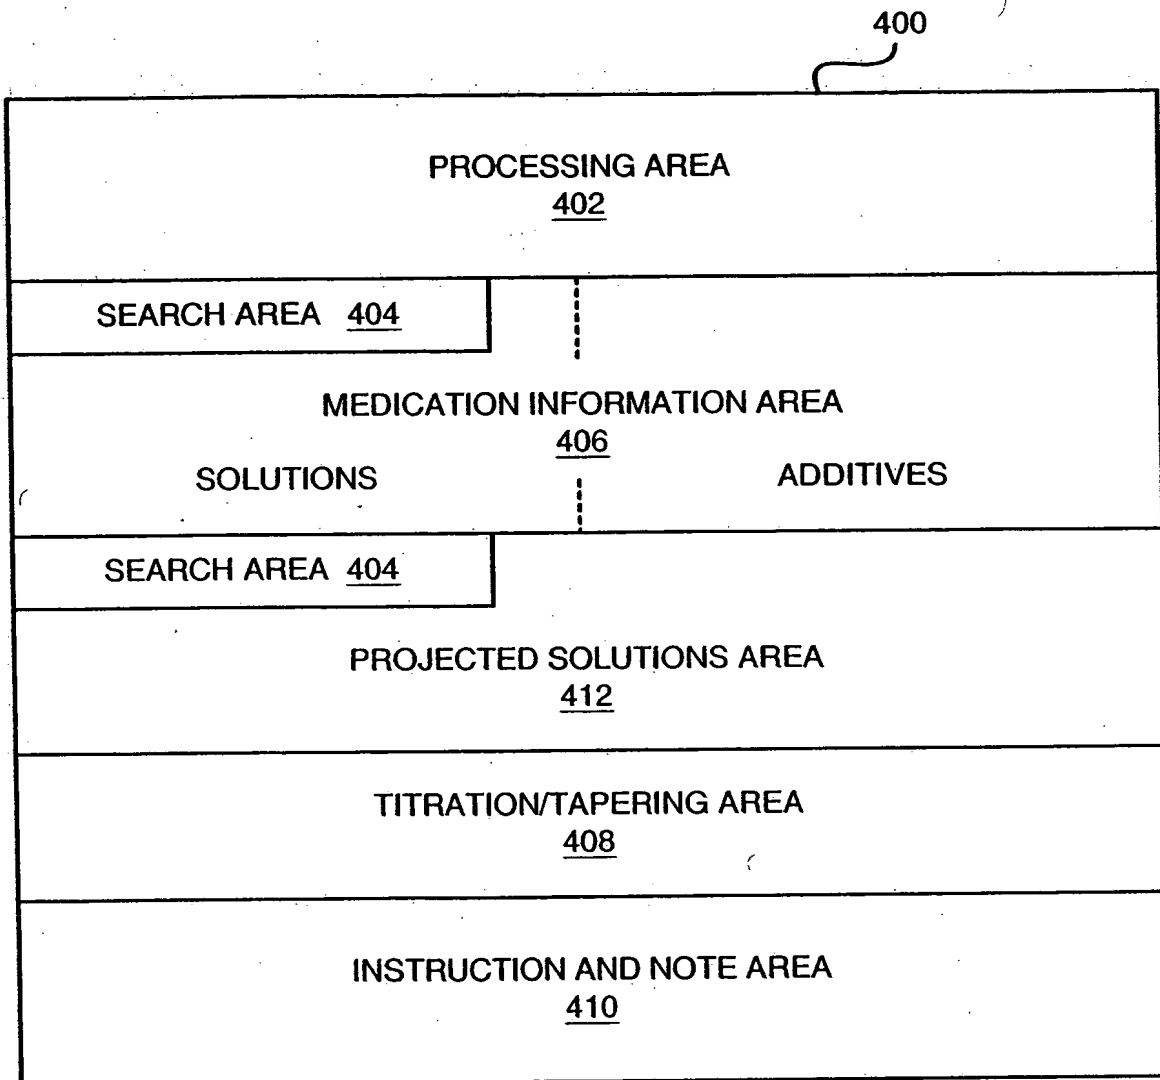 400
PROCESSING AREA
402
SEARCH AREA 404
MEDICATION INFORMATION AREA
406
SOLUTIONS ADDITIVES
SEARCH AREA 404
PROJECTED SOLUTIONS AREA
412
TITRATION/TAPERING AREA
408
INSTRUCTION AND NOTE AREA
410